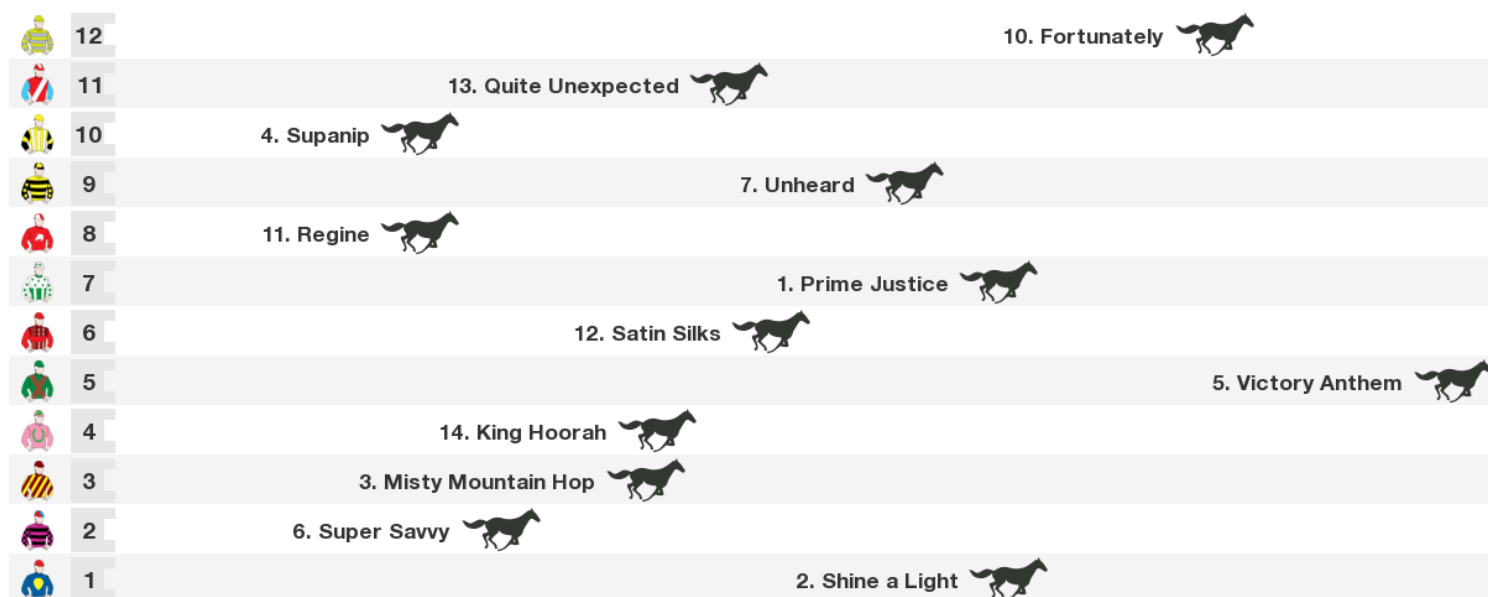 12 10. Fortunately
11 13. Quite Unexpected
10 4. Supanip
9 7. Unheard
8 11. Regine
7 1. Prime Justice
6 12. Satin Silks
5 5. Victory Anthem
4 14. King Hoorah
3 3. Misty Mountain Hop
2 6. Super Savvy
1 2. Shine a Light